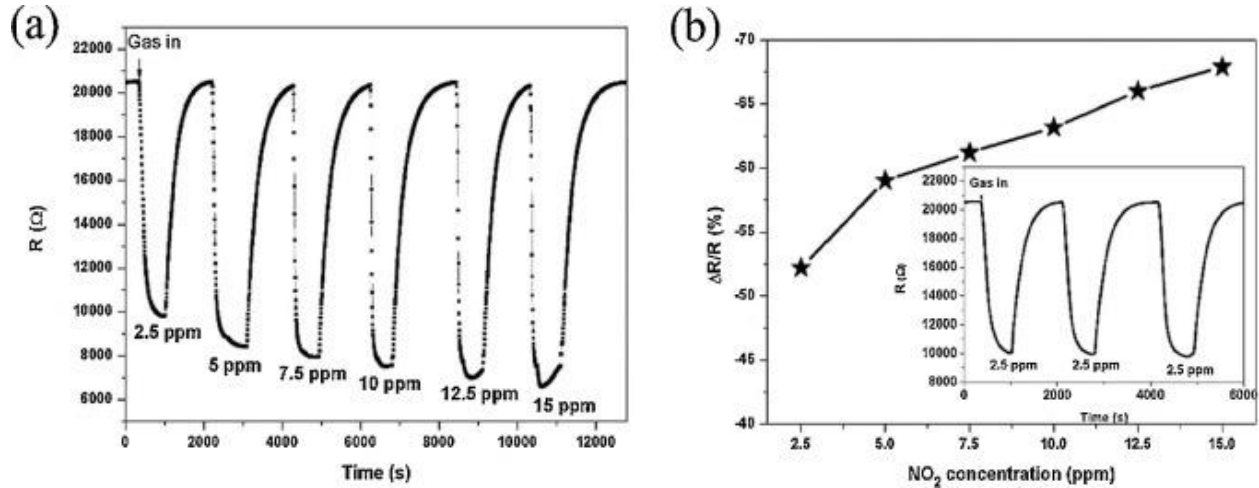 (a)
Gas in
22000
20000
18000
16000
14000
12000
10000
8000
6000
R (Ω)
2.5 ppm
5 ppm
7.5 ppm
10 ppm
12.5 ppm
15 ppm
0 2000 4000 6000 8000 10000 12000
Time (s)
(b)
-70
-65
-60
-55
-50
-45
-40
ΔR/R (%)
2.5 5.0 7.5 10.0 12.5 15.0
NO₂ concentration (ppm)
Gas in
22000
20000
18000
16000
14000
12000
10000
8000
R (Ω)
2.5 ppm 2.5 ppm 2.5 ppm
0 2000 4000 6000
Time (s)